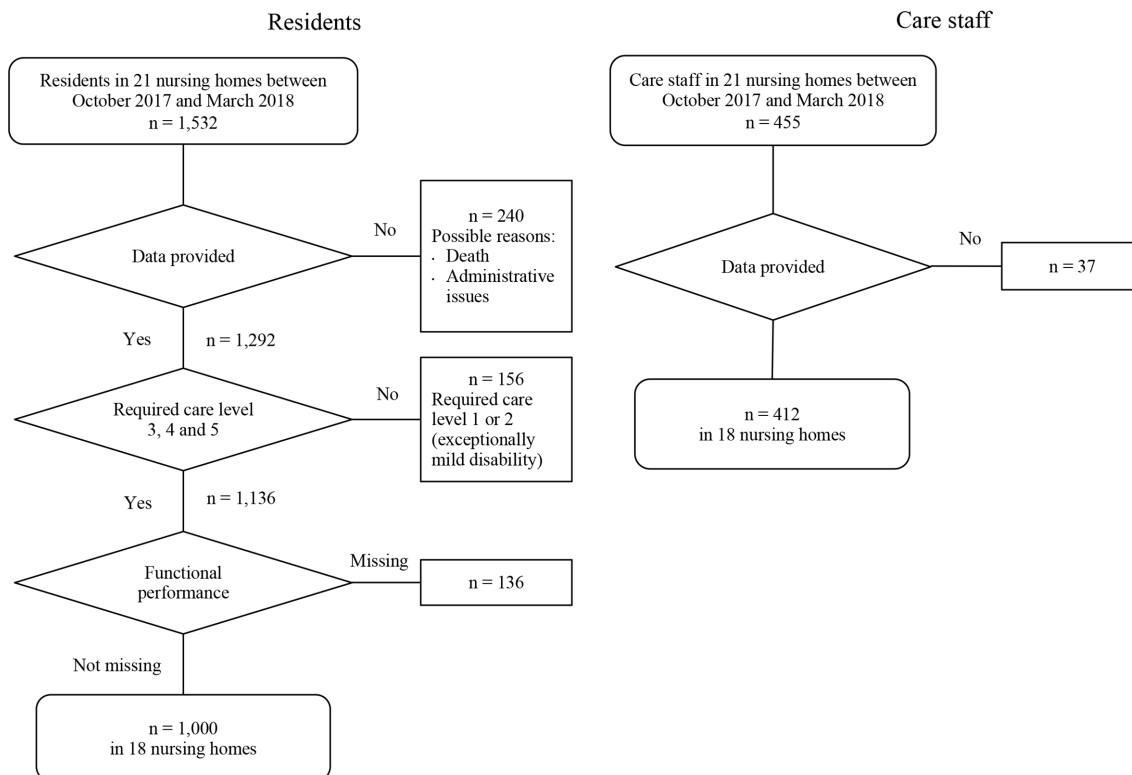 Residents
Residents in 21 nursing homes between
October 2017 and March 2018
n = 1,532
Data provided
No
n = 240
Possible reasons:
· Death
· Administrative
issues
Yes
n = 1,292
Required care level
3, 4 and 5
No
n = 156
Required care
level 1 or 2
(exceptionally
mild disability)
Yes
n = 1,136
Functional
performance
Missing
n = 136
Not missing
n = 1,000
in 18 nursing homes
Care staff
Care staff in 21 nursing homes between
October 2017 and March 2018
n = 455
Data provided
No
n = 37
n = 412
in 18 nursing homes